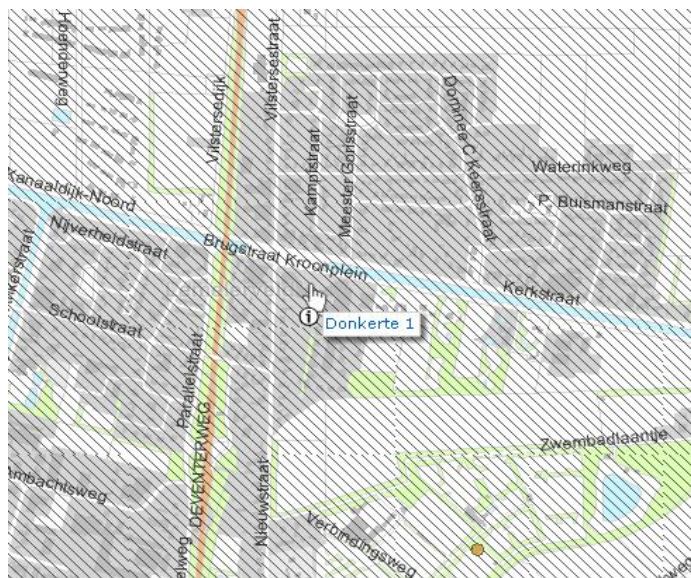 Hoenderweg
Vilstersedijk
Vilstersestraat
Kampfstraat
Meester Gorisstraat
Dominee C Keersstraat
Waterinkweg
P. Buismanstraat
Kanaaldijk-Noord
Nijverheidstraat
Brugstraat
Kroonplein
Kerkstraat
Schoolstraat
Donkerte 1
Parallelstraat
DEVENTERWEG
Nieuwstraat
Zwembadlaantje
Ambachtsweg
Verbindingsweg